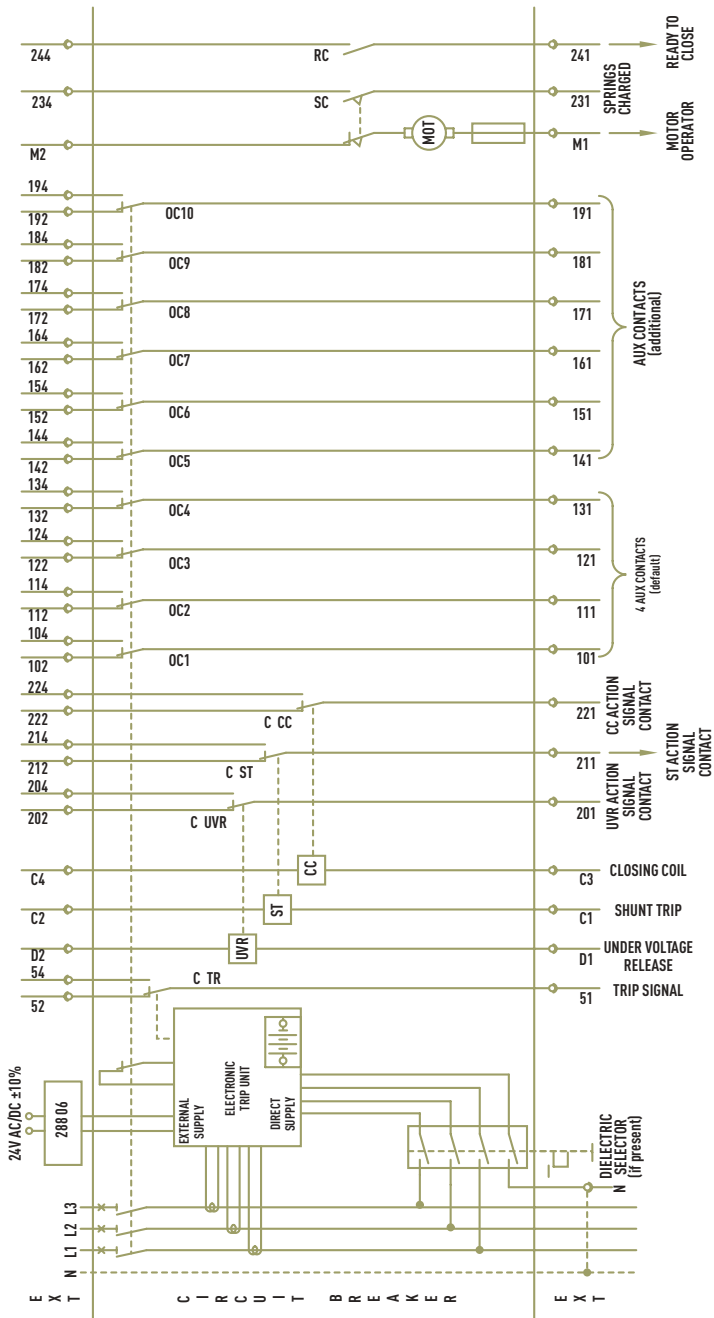 244
RC
241
READY TO
CLOSE
234
SC
231
SPRINGS
CHARGED
M2
MOT
M1
MOTOR
OPERATOR
194
192
OC10
191
184
182
OC9
181
174
172
OC8
171
164
162
OC7
161
154
152
OC6
151
144
142
OC5
141
AUX CONTACTS
(additional)
134
132
OC4
131
124
122
OC3
121
114
112
OC2
111
104
102
OC1
101
4 AUX CONTACTS
(default)
224
222
C CC
221
CC ACTION
SIGNAL
CONTACT
214
212
C ST
211
ST ACTION
SIGNAL
CONTACT
204
202
C UVR
201
UVR ACTION
SIGNAL
CONTACT
C4
CC
C3
CLOSING COIL
C2
ST
C1
SHUNT TRIP
D2
UVR
D1
UNDER VOLTAGE
RELEASE
54
52
C TR
51
TRIP SIGNAL
24V AC/DC ±10%
288 06
EXTERNAL
SUPPLY
ELECTRONIC
TRIP UNIT
DIRECT
SUPPLY
DIELECTRIC
SELECTOR
(if present)
N
L3
L2
L1
N
EXT
CIRCUIT BREAKER
EXT